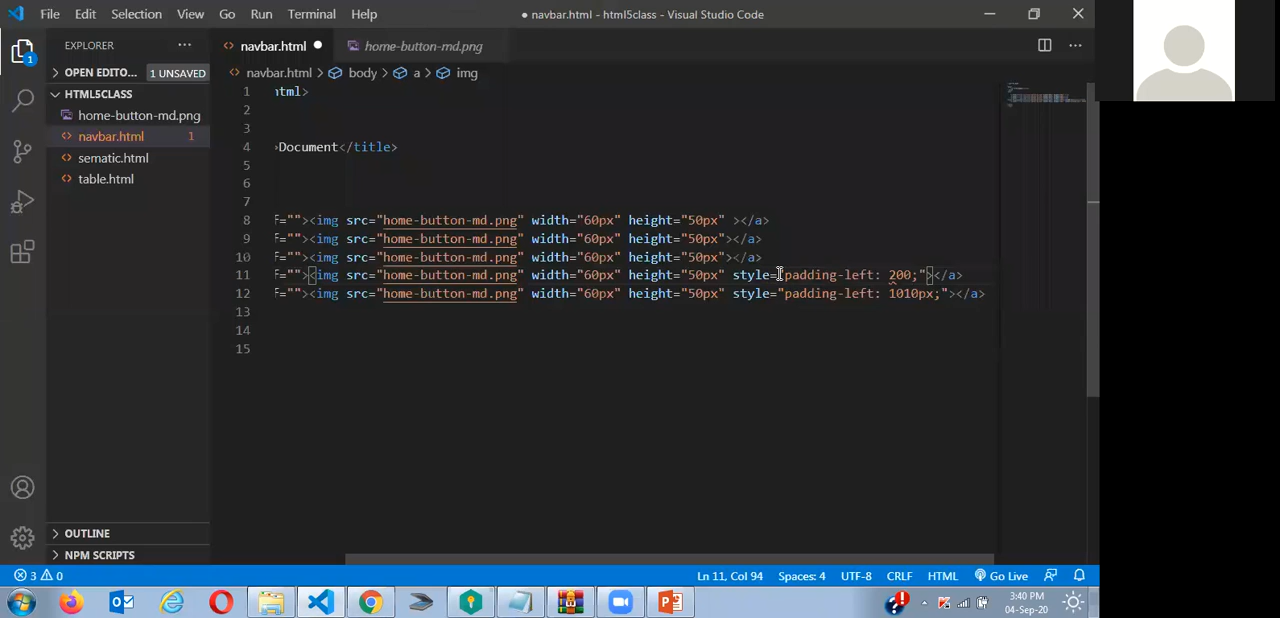 File Edit Selection View Go Run Terminal Help
● navbar.html - html5class - Visual Studio Code
EXPLORER ···
navbar.html ●
home-button-md.png
1
OPEN EDITO... 1 UNSAVED
navbar.html > body > a > img
HTML5CLASS
home-button-md.png
navbar.html 1
sematic.html
table.html
1 html>
2
3
4 >Document</title>
5
6
7
8 F=""><img src="home-button-md.png" width="60px" height="50px" ></a>
9 F=""><img src="home-button-md.png" width="60px" height="50px"></a>
10 F=""><img src="home-button-md.png" width="60px" height="50px"></a>
11 F=""><img src="home-button-md.png" width="60px" height="50px" style="padding-left: 200;"></a>
12 F=""><img src="home-button-md.png" width="60px" height="50px" style="padding-left: 1010px;"></a>
13
14
15
OUTLINE
NPM SCRIPTS
3 0
Ln 11, Col 94 Spaces: 4 UTF-8 CRLF HTML Go Live
3:40 PM
04-Sep-20